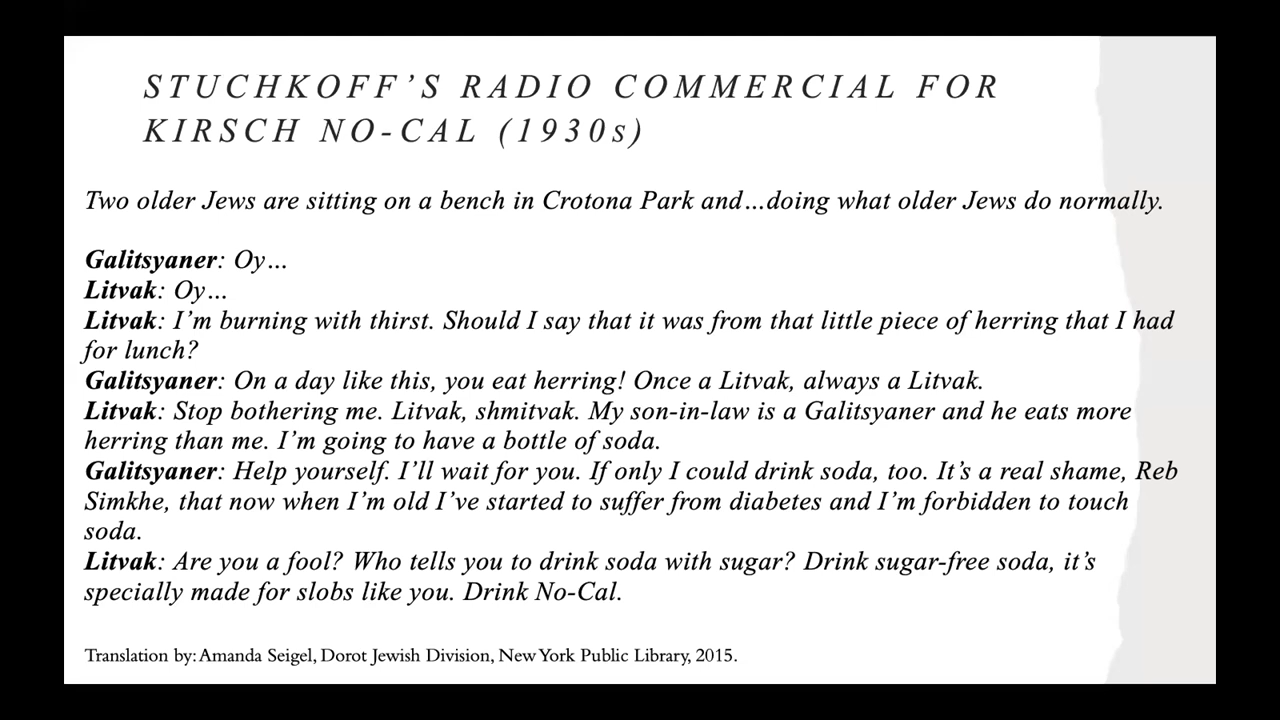 STUCHKOFF’S RADIO COMMERCIAL FOR
KIRSCH NO-CAL (1930s)
Two older Jews are sitting on a bench in Crotona Park and…doing what older Jews do normally.
Galitsyaner: Oy…
Litvak: Oy…
Litvak: I’m burning with thirst. Should I say that it was from that little piece of herring that I had
for lunch?
Galitsyaner: On a day like this, you eat herring! Once a Litvak, always a Litvak.
Litvak: Stop bothering me. Litvak, shmitvak. My son-in-law is a Galitsyaner and he eats more
herring than me. I’m going to have a bottle of soda.
Galitsyaner: Help yourself. I’ll wait for you. If only I could drink soda, too. It’s a real shame, Reb
Simkhe, that now when I’m old I’ve started to suffer from diabetes and I’m forbidden to touch
soda.
Litvak: Are you a fool? Who tells you to drink soda with sugar? Drink sugar-free soda, it’s
specially made for slobs like you. Drink No-Cal.
Translation by: Amanda Seigel, Dorot Jewish Division, New York Public Library, 2015.